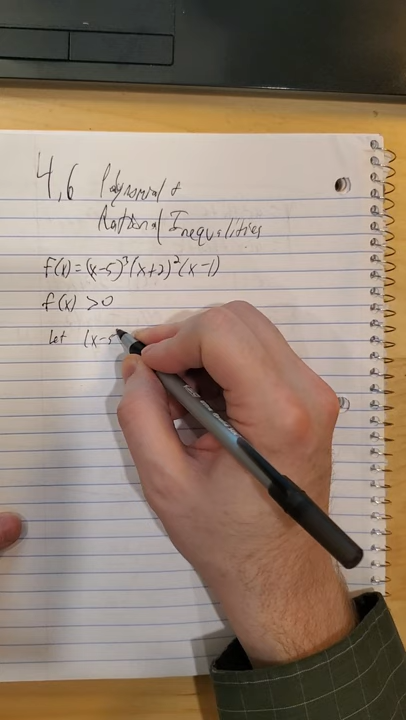 4.6 Polynomial &
Rational Inequalities
f(x) = (x-5)³(x+2)²(x-1)
f(x) > 0
Let (x-5